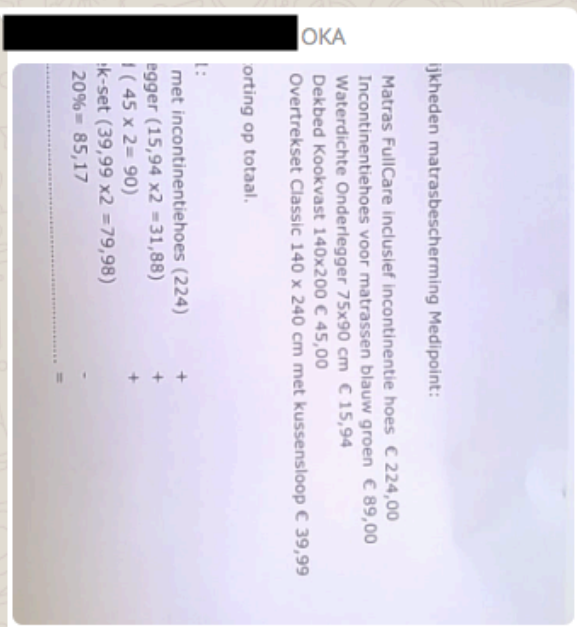 OKA
ijkheden matrasbescherming Medipoint:
Matras FullCare inclusief incontinentie hoes € 224,00
Incontinentiehoes voor matrassen blauw groen € 89,00
Waterdichte Onderlegger 75x90 cm € 15,94
Dekbed Kookvast 140x200 € 45,00
Overtrekset Classic 140 x 240 cm met kussensloop € 39,99
orting op totaal.
l:
met incontinentiehoes (224) +
egger (15,94 x2 =31,88) +
( 45 x 2= 90) +
ek-set (39,99 x2 =79,98)
20%= 85,17 -
=